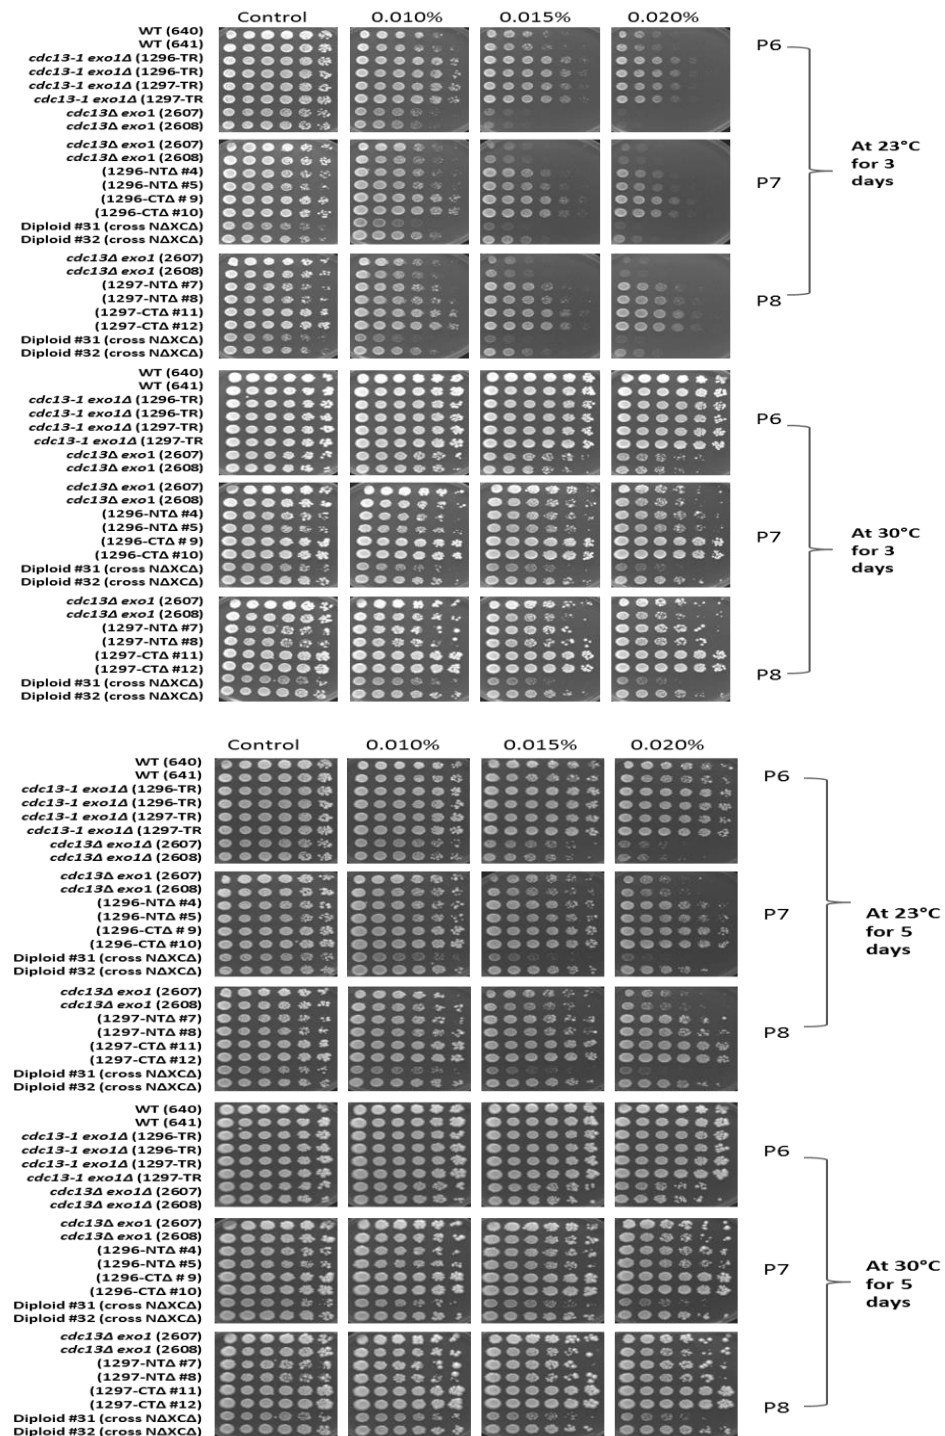 Control 0.010% 0.015% 0.020%
WT (640)
WT (641)
cdc13-1 exo1Δ (1296-TR)
cdc13-1 exo1Δ (1296-TR)
cdc13-1 exo1Δ (1297-TR)
cdc13-1 exo1Δ (1297-TR
cdc13Δ exo1 (2607)
cdc13Δ exo1 (2608)
P6
cdc13Δ exo1 (2607)
cdc13Δ exo1 (2608)
(1296-NTΔ #4)
(1296-NTΔ #5)
(1296-CTΔ # 9)
(1296-CTΔ #10)
Diploid #31 (cross NΔXCΔ)
Diploid #32 (cross NΔXCΔ)
P7
At 23°C
for 3
days
cdc13Δ exo1 (2607)
cdc13Δ exo1 (2608)
(1297-NTΔ #7)
(1297-NTΔ #8)
(1297-CTΔ #11)
(1297-CTΔ #12)
Diploid #31 (cross NΔXCΔ)
Diploid #32 (cross NΔXCΔ)
P8
WT (640)
WT (641)
cdc13-1 exo1Δ (1296-TR)
cdc13-1 exo1Δ (1296-TR)
cdc13-1 exo1Δ (1297-TR)
cdc13-1 exo1Δ (1297-TR
cdc13Δ exo1 (2607)
cdc13Δ exo1 (2608)
P6
cdc13Δ exo1 (2607)
cdc13Δ exo1 (2608)
(1296-NTΔ #4)
(1296-NTΔ #5)
(1296-CTΔ # 9)
(1296-CTΔ #10)
Diploid #31 (cross NΔXCΔ)
Diploid #32 (cross NΔXCΔ)
P7
At 30°C
for 3
days
cdc13Δ exo1 (2607)
cdc13Δ exo1 (2608)
(1297-NTΔ #7)
(1297-NTΔ #8)
(1297-CTΔ #11)
(1297-CTΔ #12)
Diploid #31 (cross NΔXCΔ)
Diploid #32 (cross NΔXCΔ)
P8
Control 0.010% 0.015% 0.020%
WT (640)
WT (641)
cdc13-1 exo1Δ (1296-TR)
cdc13-1 exo1Δ (1296-TR)
cdc13-1 exo1Δ (1297-TR)
cdc13-1 exo1Δ (1297-TR
cdc13Δ exo1Δ (2607)
cdc13Δ exo1Δ (2608)
P6
cdc13Δ exo1 (2607)
cdc13Δ exo1 (2608)
(1296-NTΔ #4)
(1296-NTΔ #5)
(1296-CTΔ # 9)
(1296-CTΔ #10)
Diploid #31 (cross NΔXCΔ)
Diploid #32 (cross NΔXCΔ)
P7
At 23°C
for 5
days
cdc13Δ exo1 (2607)
cdc13Δ exo1 (2608)
(1297-NTΔ #7)
(1297-NTΔ #8)
(1297-CTΔ #11)
(1297-CTΔ #12)
Diploid #31 (cross NΔXCΔ)
Diploid #32 (cross NΔXCΔ)
P8
WT (640)
WT (641)
cdc13-1 exo1Δ (1296-TR)
cdc13-1 exo1Δ (1296-TR)
cdc13-1 exo1Δ (1297-TR)
cdc13-1 exo1Δ (1297-TR
cdc13Δ exo1Δ (2607)
cdc13Δ exo1Δ (2608)
P6
cdc13Δ exo1 (2607)
cdc13Δ exo1 (2608)
(1296-NTΔ #4)
(1296-NTΔ #5)
(1296-CTΔ # 9)
(1296-CTΔ #10)
Diploid #31 (cross NΔXCΔ)
Diploid #32 (cross NΔXCΔ)
P7
At 30°C
for 5
days
cdc13Δ exo1 (2607)
cdc13Δ exo1 (2608)
(1297-NTΔ #7)
(1297-NTΔ #8)
(1297-CTΔ #11)
(1297-CTΔ #12)
Diploid #31 (cross NΔXCΔ)
Diploid #32 (cross NΔXCΔ)
P8